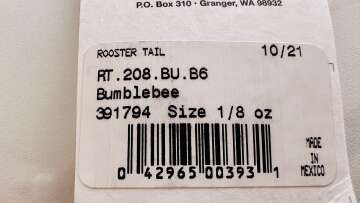 P.O. Box 310 · Granger, WA 98932
ROOSTER TAIL 10/21
RT.208.BU.B6
Bumblebee
391794 Size 1/8 oz
MADE
IN
MEXICO
0 42965 00393 1